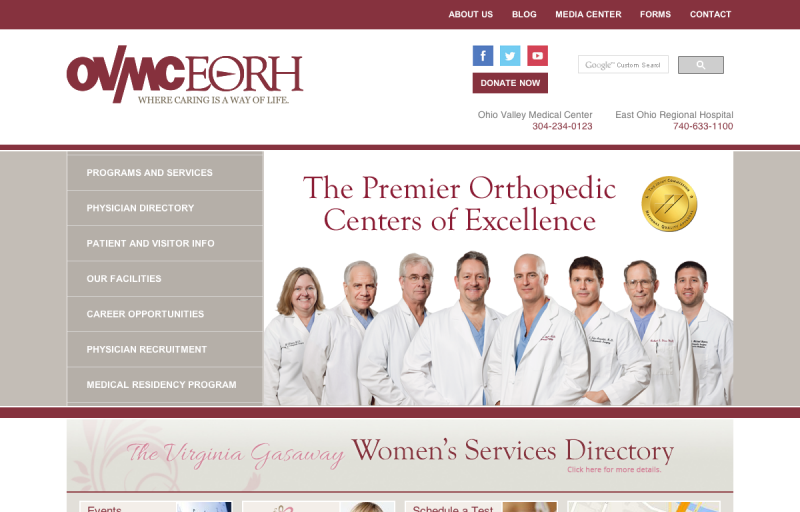 ABOUT US BLOG MEDIA CENTER FORMS CONTACT
OVMCEORH
WHERE CARING IS A WAY OF LIFE.
DONATE NOW
Google Custom Search
Ohio Valley Medical Center
304-234-0123
East Ohio Regional Hospital
740-633-1100
PROGRAMS AND SERVICES
PHYSICIAN DIRECTORY
PATIENT AND VISITOR INFO
OUR FACILITIES
CAREER OPPORTUNITIES
PHYSICIAN RECRUITMENT
MEDICAL RESIDENCY PROGRAM
The Premier Orthopedic
Centers of Excellence
The Virginia Gasaway Women's Services Directory
Click here for more details.
Events
Schedule a Test